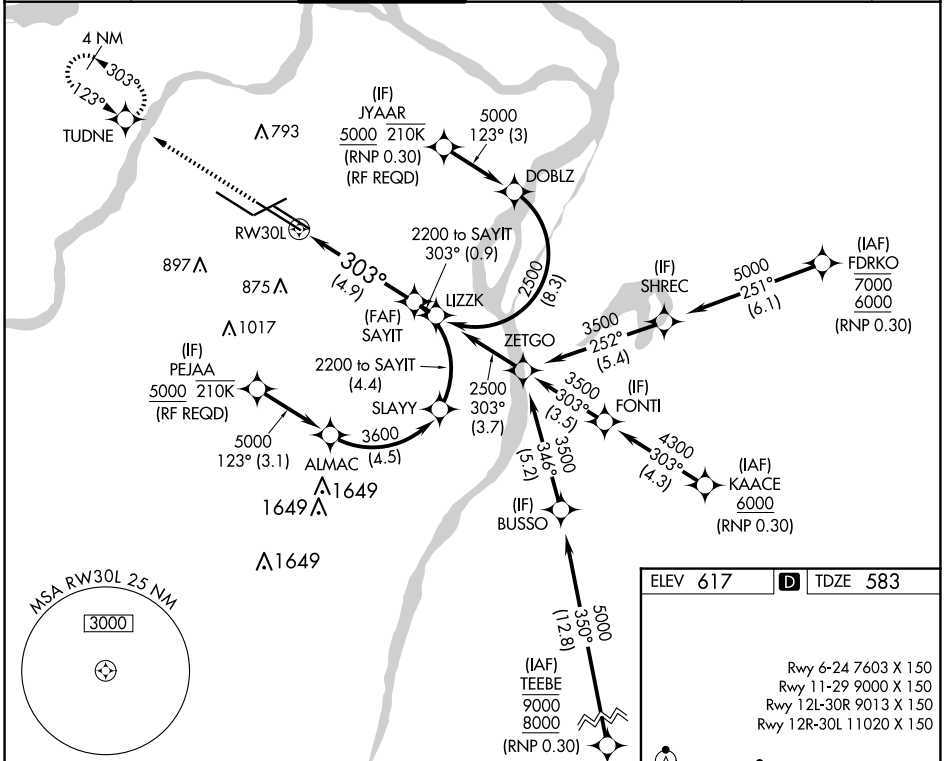 4 NM
303°
123°
TUDNE
793
(IF)
JYAAR
5000 210K
(RNP 0.30)
(RF REQD)
5000
123° (3)
DOBLZ
RW30L
2200 to SAYIT
303° (0.9)
303°
(4.9)
2500
(8.3)
(IAF)
FDRKO
7000
6000
(RNP 0.30)
5000
251°
(6.1)
(IF)
SHREC
897
875
1017
LIZZK
(FAF)
SAYIT
ZETGO
3500
252°
(5.4)
(IF)
PEJAA
5000 210K
(RF REQD)
2200 to SAYIT
(4.4)
SLAYY
2500
303°
(3.7)
3500
303°
(3.5)
(IF)
FONTI
5000
123° (3.1)
ALMAC
3600
(4.5)
3500
346°
(5.2)
4300
303°
(4.3)
(IAF)
KAACE
6000
(RNP 0.30)
1649
1649
1649
(IF)
BUSSO
MSA RW30L 25 NM
3000
5000
350°
(12.8)
(IAF)
TEEBE
9000
8000
(RNP 0.30)
ELEV 617 D TDZE 583
Rwy 6-24 7603 X 150
Rwy 11-29 9000 X 150
Rwy 12L-30R 9013 X 150
Rwy 12R-30L 11020 X 150